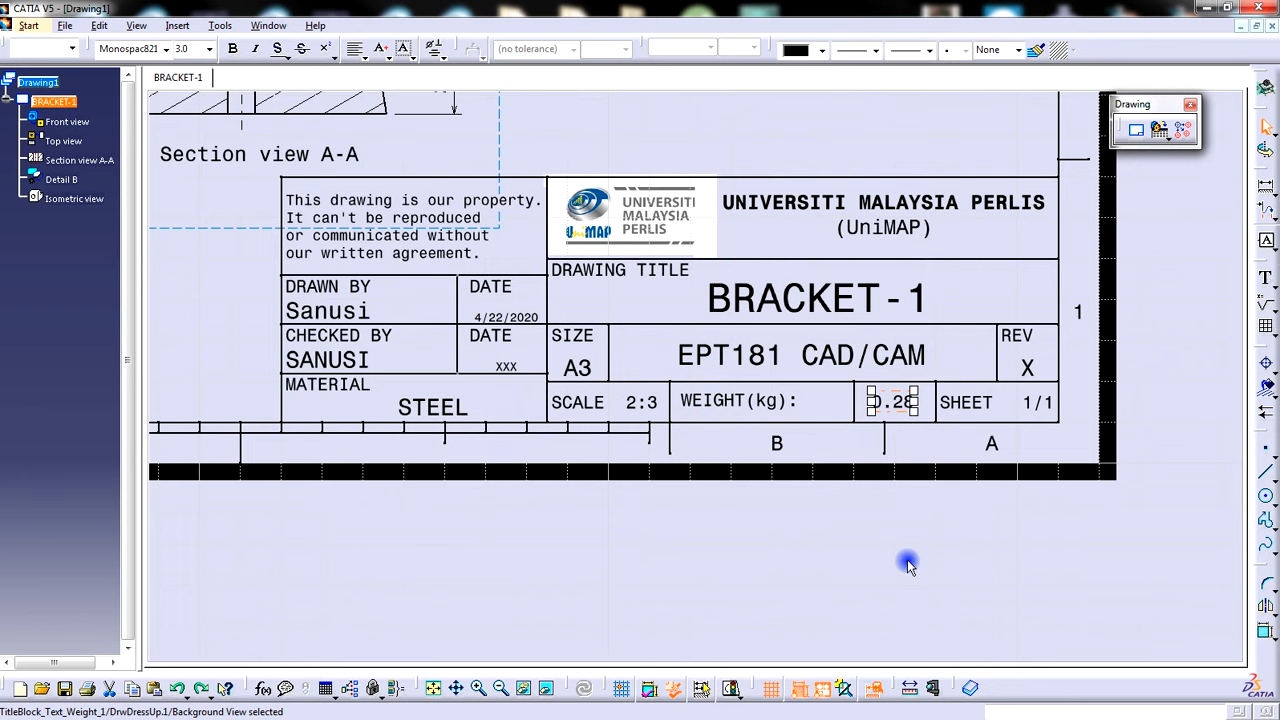 CATIA V5 - [Drawing1]
Start File Edit View Insert Tools Window Help
Monospac821 3.0 B I S (no tolerance) None
Drawing1
BRACKET-1
Front view
Top view
Section view A-A
Detail B
Isometric view
BRACKET-1
Drawing
Section view A-A
This drawing is our property.
It can't be reproduced
or communicated without
our written agreement.
UniMAP
UNIVERSITI
MALAYSIA
PERLIS
UNIVERSITI MALAYSIA PERLIS
(UniMAP)
DRAWING TITLE
BRACKET-1
DRAWN BY DATE
Sanusi 4/22/2020
CHECKED BY DATE
SANUSI XXX
SIZE
A3
EPT181 CAD/CAM
REV
X
MATERIAL
STEEL
SCALE 2:3 WEIGHT(kg): 0.28 SHEET 1/1
1
B A
TitleBlock_Text_Weight_1/DrwDressUp.1/Background View selected